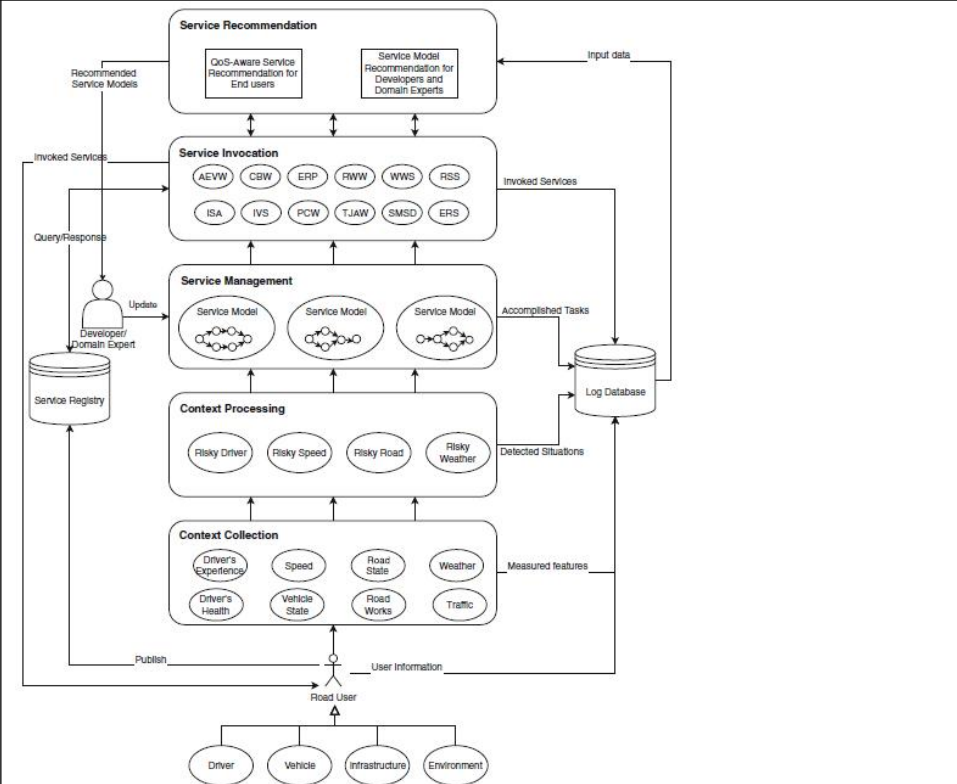 Service Recommendation
QoS-Aware Service
Recommendation for
End users
Service Model
Recommendation for
Developers and
Domain Experts
Input data
Recommended
Service Models
Invoked Services
Service Invocation
AEVW
CBW
ERP
RWW
WWS
RSS
ISA
IVS
PCW
TJAW
SMSD
ERS
Invoked Services
Query/Response
Service Management
Service Model
Service Model
Service Model
Update
Developer/
Domain Expert
Accomplished Tasks
Service Registry
Log Database
Context Processing
Risky Driver
Risky Speed
Risky Road
Risky
Weather
Detected Situations
Context Collection
Driver's
Experience
Speed
Road
State
Weather
Driver's
Health
Vehicle
State
Road
Works
Traffic
Measured features
Publish
User Information
Road User
Driver
Vehicle
Infrastructure
Environment